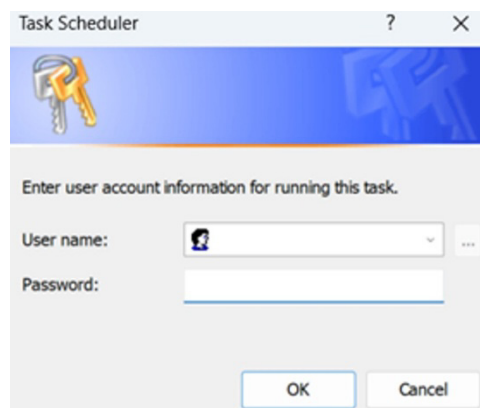 Task Scheduler ? ×
Enter user account information for running this task.
User name:
...
Password:
OK Cancel